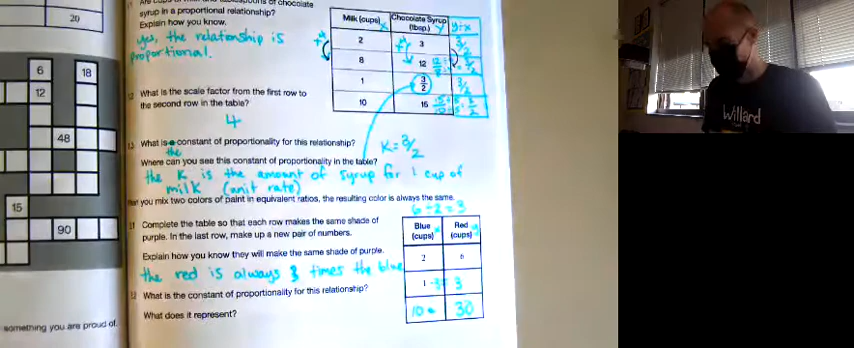 20
6
18
12
48
15
90
something you are proud of.
syrup in a proportional relationship?
Explain how you know.
yes, the relationship is
proportional.
What is the scale factor from the first row to
the second row in the table?
4
What is a constant of proportionality for this relationship?
the
K = 3/2
Where can you see this constant of proportionality in the table?
the K is the amount of syrup for 1 cup of
milk (unit rate)
you mix two colors of paint in equivalent ratios, the resulting color is always the same.
Complete the table so that each row makes the same shade of
purple. In the last row, make up a new pair of numbers.
Explain how you know they will make the same shade of purple.
the red is always 3 times the blue
What is the constant of proportionality for this relationship?
What does it represent?
Milk (cups) x Chocolate Syrup (tbsp.) y y÷x
2 3 3/2
8 12
1 3/2 3/2
10 15
6÷2=3
Blue (cups) Red (cups)
2 6
1 3
10 30
Willard